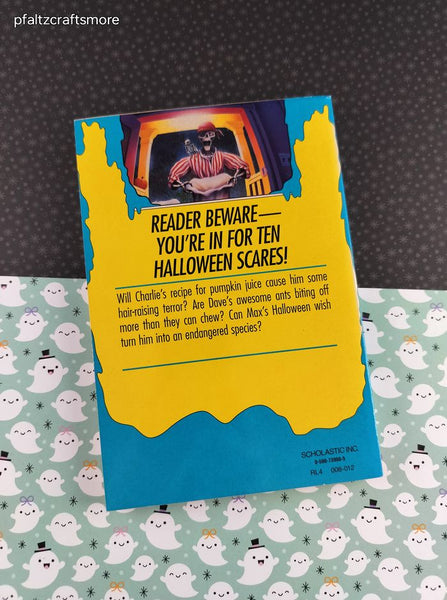 pfaltzcraftsmore
READER BEWARE—
YOU'RE IN FOR TEN
HALLOWEEN SCARES!
Will Charlie's recipe for pumpkin juice cause him some
hair-raising terror? Are Dave's awesome ants biting off
more than they can chew? Can Max's Halloween wish
turn him into an endangered species?
SCHOLASTIC INC.
RL4 008-012